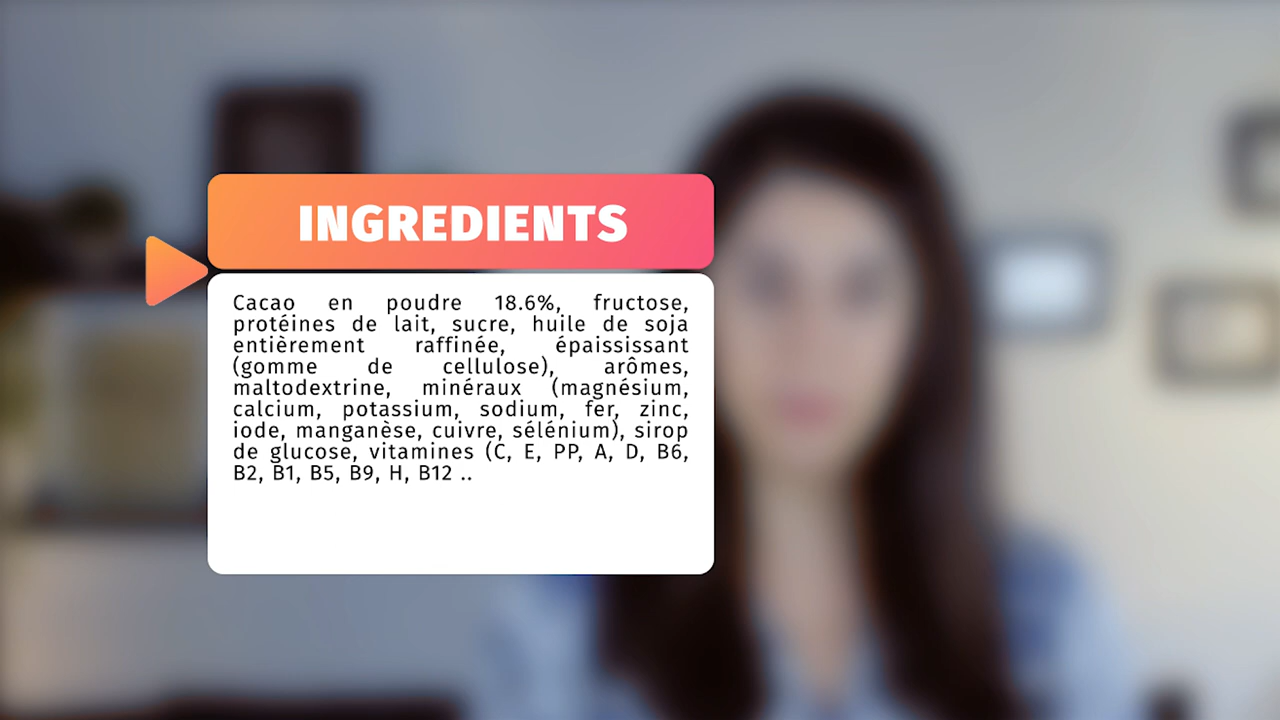 INGREDIENTS
Cacao en poudre 18.6%, fructose,
protéines de lait, sucre, huile de soja
entièrement raffinée, épaississant
(gomme de cellulose), arômes,
maltodextrine, minéraux (magnésium,
calcium, potassium, sodium, fer, zinc,
iode, manganèse, cuivre, sélénium), sirop
de glucose, vitamines (C, E, PP, A, D, B6,
B2, B1, B5, B9, H, B12 ..